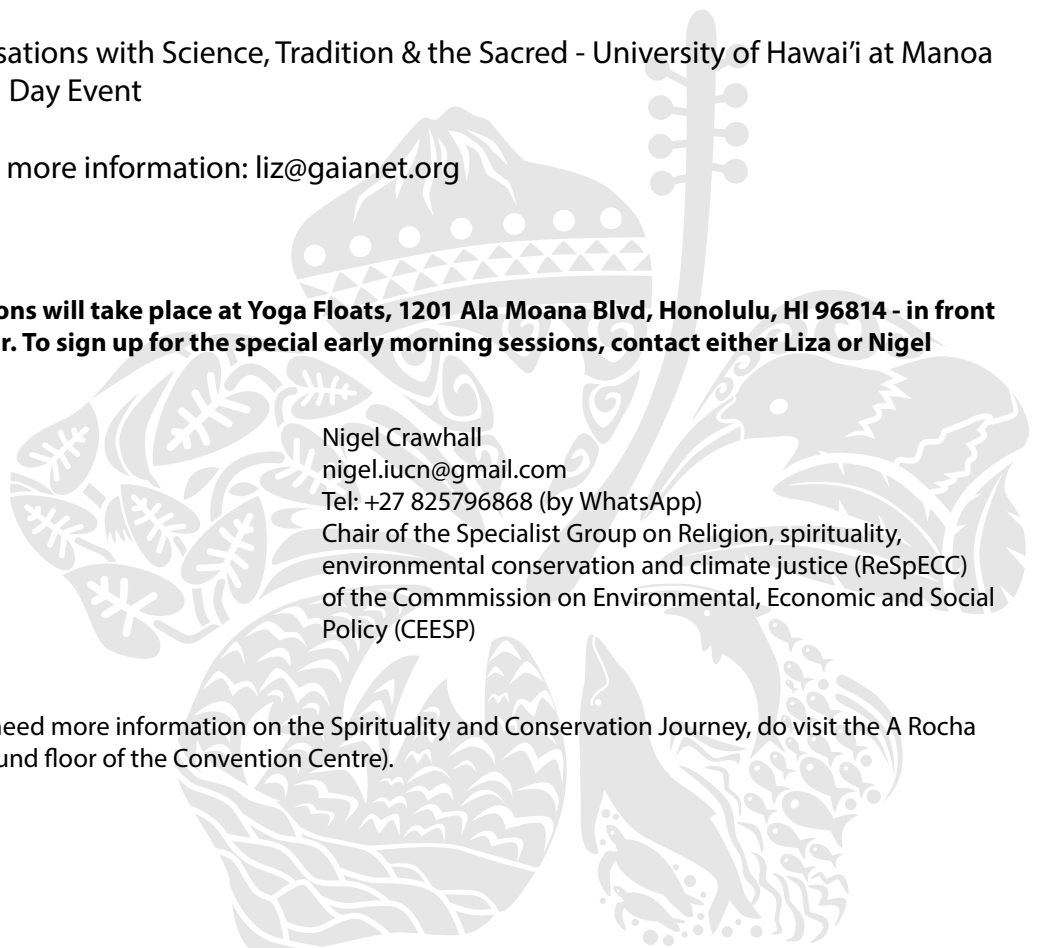 sations with Science, Tradition & the Sacred - University of Hawai’i at Manoa
Day Event
more information: liz@gaianet.org
ons will take place at Yoga Floats, 1201 Ala Moana Blvd, Honolulu, HI 96814 - in front
r. To sign up for the special early morning sessions, contact either Liza or Nigel
Nigel Crawhall
nigel.iucn@gmail.com
Tel: +27 825796868 (by WhatsApp)
Chair of the Specialist Group on Religion, spirituality,
environmental conservation and climate justice (ReSpECC)
of the Commmission on Environmental, Economic and Social
Policy (CEESP)
need more information on the Spirituality and Conservation Journey, do visit the A Rocha
und floor of the Convention Centre).